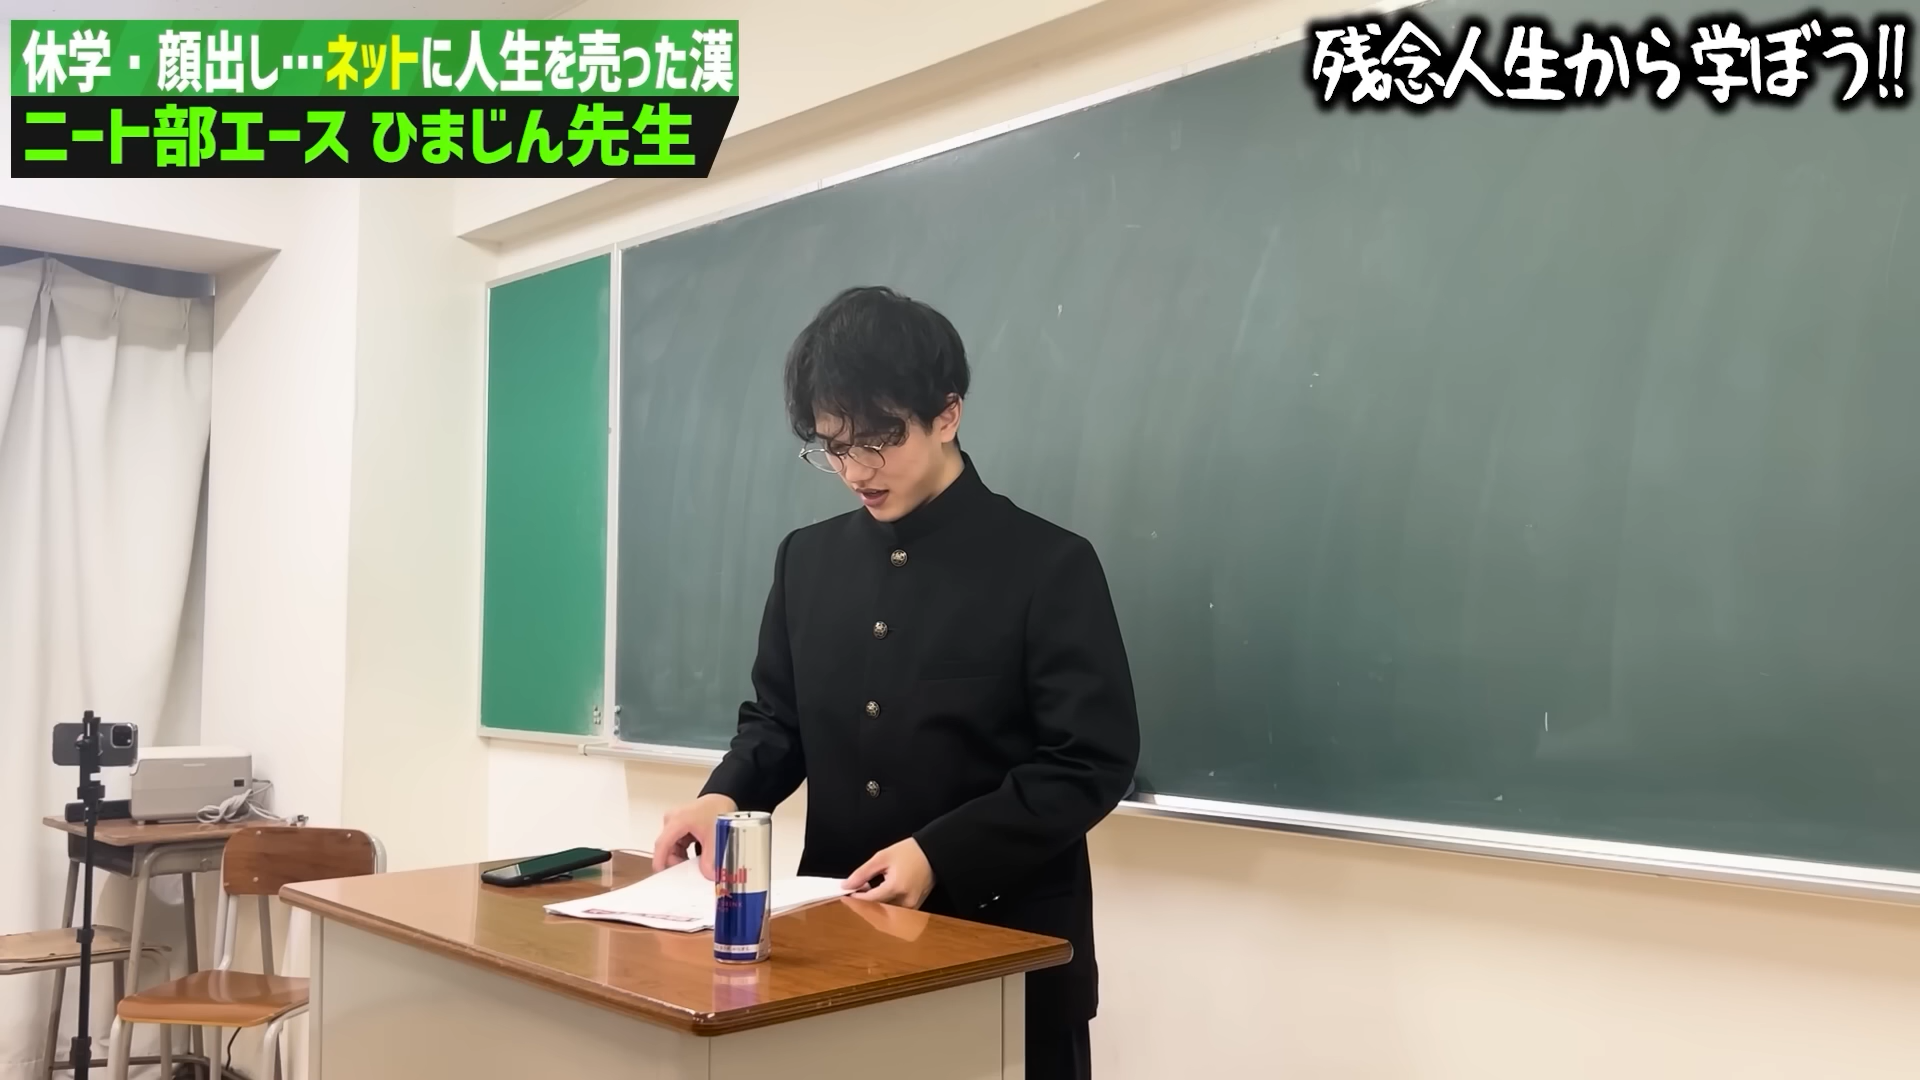 休学・顔出し…ネットに人生を売った漢
ニート部エース ひまじん先生
残念人生から学ぼう!!